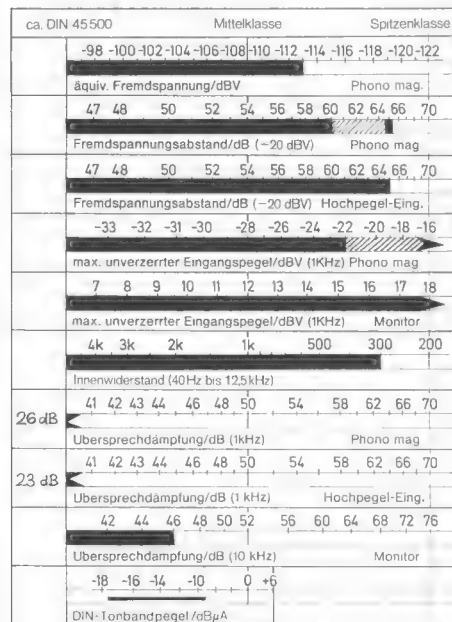 ca. DIN 45500 Mittelklasse Spitzenklasse
-98 -100 -102 -104 -106 -108 -110 -112 -114 -116 -118 -120 -122
äquiv. Fremdspannung/dBV Phono mag.
47 48 50 52 54 56 58 60 62 64 66 70
Fremdspannungsabstand/dB (-20 dBV) Phono mag
47 48 50 52 54 56 58 60 62 64 66 70
Fremdspannungsabstand/dB (-20 dBV) Hochpegel-Eing.
-33 -32 -31 -30 -28 -26 -24 -22 -20 -18 -16
max. unverzerrter Eingangspegel/dBV (1KHz) Phono mag
7 8 9 10 11 12 13 14 15 16 17 18
max. unverzerrter Eingangspegel/dBV (1KHz) Monitor
4k 3k 2k 1k 500 300 200
Innenwiderstand (40Hz bis 12,5kHz)
41 42 43 44 46 48 50 54 58 62 66 70
26 dB
Ubersprechdämpfung/dB (1kHz) Phono mag
41 42 43 44 46 48 50 54 58 62 66 70
23 dB
Ubersprechdämpfung/dB (1 kHz) Hochpegel-Eing.
42 44 46 48 50 52 56 60 64 68 72 76
Ubersprechdampfung/dB (10 kHz) Monitor
-18 -16 -14 -10 0 +6
DIN-Tonbandpegel/dBµA